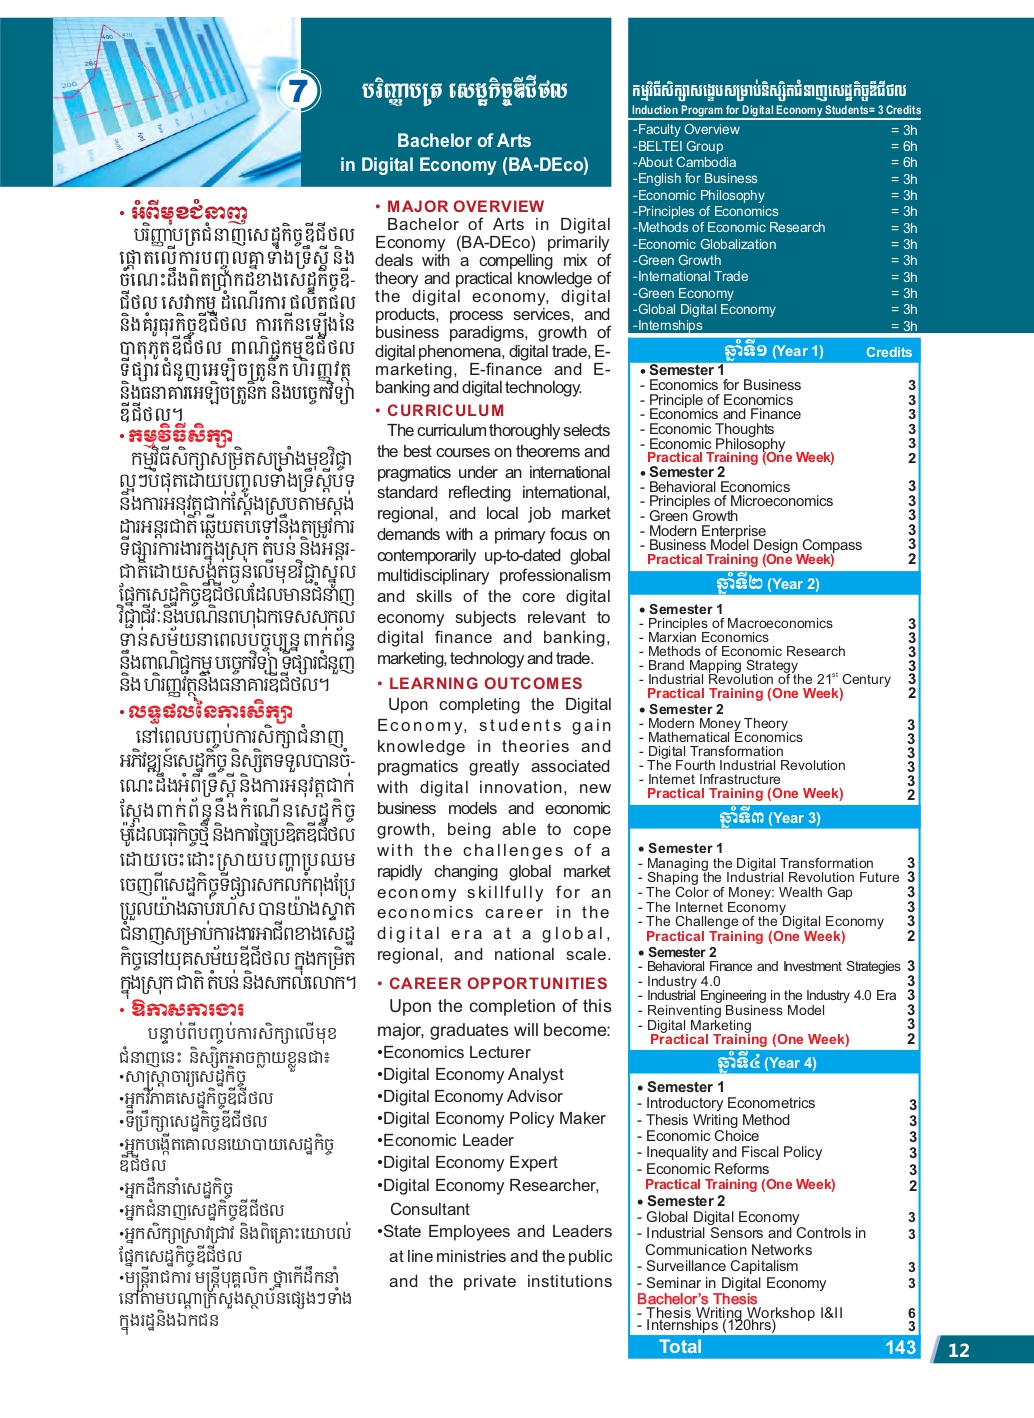 7
បរិញ្ញាបត្រ សេដ្ឋកិច្ចឌីជីថល
Bachelor of Arts
in Digital Economy (BA-DEco)
• អំពីមុខជំនាញ
បរិញ្ញាបត្រជំនាញសេដ្ឋកិច្ចឌីជីថល
ផ្តោតលើការបញ្ចូលគ្នាទាំងទ្រឹស្តី និង
ចំណេះដឹងពិតប្រាកដខាងសេដ្ឋកិច្ចឌី-
ជីថល សេវាកម្ម ដំណើរការ ផលិតផល
និងគំរូធុរកិច្ចឌីជីថល ការកើនឡើងនៃ
បាតុភូតឌីជីថល ពាណិជ្ជកម្មឌីជីថល
ទីផ្សារជំនួញអេឡិចត្រូនិក ហិរញ្ញវត្ថុ
និងធនាគារអេឡិចត្រូនិក និងបច្ចេកវិទ្យា
ឌីជីថល។
• កម្មវិធីសិក្សា
កម្មវិធីសិក្សាសម្រិតសម្រាំងមុខវិជ្ជា
ល្អៗបំផុតដោយបញ្ចូលទាំងទ្រឹស្តីបទ
និងការអនុវត្តជាក់ស្តែងស្របតាមស្តង់
ដារអន្តរជាតិ ឆ្លើយតបទៅនឹងតម្រូវការ
ទីផ្សារការងារក្នុងស្រុក តំបន់ និងអន្តរ-
ជាតិដោយសង្កត់ធ្ងន់លើមុខវិជ្ជាស្នូល
ផ្នែកសេដ្ឋកិច្ចឌីជីថលដែលមានជំនាញ
វិជ្ជាជីវៈនិងបណិនពហុឯកទេសសកល
ទាន់សម័យនាពេលបច្ចុប្បន្ន ពាក់ព័ន្ធ
នឹងពាណិជ្ជកម្ម បច្ចេកវិទ្យា ទីផ្សារជំនួញ
និង ហិរញ្ញវត្ថុនិងធនាគារឌីជីថល។
• លទ្ធផលនៃការសិក្សា
នៅពេលបញ្ចប់ការសិក្សាជំនាញ
អភិវឌ្ឍន៍សេដ្ឋកិច្ច និស្សិតទទួលបានចំ-
ណេះដឹងអំពីទ្រឹស្តី និងការអនុវត្តជាក់
ស្តែងពាក់ព័ន្ធនឹងកំណើនសេដ្ឋកិច្ច
ម៉ូដែលធុរកិច្ចថ្មី និងការច្នៃប្រឌិតឌីជីថល
ដោយចេះដោះស្រាយបញ្ហាប្រឈម
ចេញពីសេដ្ឋកិច្ចទីផ្សារសកលកំពុងប្រែ
ប្រួលយ៉ាងឆាប់រហ័ស បានយ៉ាងស្ទាត់
ជំនាញសម្រាប់ការងារអាជីពខាងសេដ្ឋ
កិច្ចនៅយុគសម័យឌីជីថល ក្នុងកម្រិត
ក្នុងស្រុក ជាតិ តំបន់ និងសកលលោក។
• ឱកាសការងារ
បន្ទាប់ពីបញ្ចប់ការសិក្សាលើមុខ
ជំនាញនេះ និស្សិតអាចក្លាយខ្លួនជា៖
•សាស្ត្រាចារ្យសេដ្ឋកិច្ច
•អ្នកវិភាគសេដ្ឋកិច្ចឌីជីថល
•ទីប្រឹក្សាសេដ្ឋកិច្ចឌីជីថល
•អ្នកបង្កើតគោលនយោបាយសេដ្ឋកិច្ច
ឌីជីថល
•អ្នកដឹកនាំសេដ្ឋកិច្ច
•អ្នកជំនាញសេដ្ឋកិច្ចឌីជីថល
•អ្នកសិក្សាស្រាវជ្រាវ និងពិគ្រោះយោបល់
ផ្នែកសេដ្ឋកិច្ចឌីជីថល
•មន្ត្រីរាជការ មន្ត្រីបុគ្គលិក ថ្នាក់ដឹកនាំ
នៅតាមបណ្តាក្រសួងស្ថាប័នផ្សេងៗទាំង
ក្នុងរដ្ឋនិងឯកជន
• MAJOR OVERVIEW
Bachelor of Arts in Digital
Economy (BA-DEco) primarily
deals with a compelling mix of
theory and practical knowledge of
the digital economy, digital
products, process services, and
business paradigms, growth of
digital phenomena, digital trade, E-
marketing, E-finance and E-
banking and digital technology.
• CURRICULUM
The curriculum thoroughly selects
the best courses on theorems and
pragmatics under an international
standard reflecting international,
regional, and local job market
demands with a primary focus on
contemporarily up-to-dated global
multidisciplinary professionalism
and skills of the core digital
economy subjects relevant to
digital finance and banking,
marketing, technology and trade.
• LEARNING OUTCOMES
Upon completing the Digital
Economy, students gain
knowledge in theories and
pragmatics greatly associated
with digital innovation, new
business models and economic
growth, being able to cope
with the challenges of a
rapidly changing global market
economy skillfully for an
economics career in the
digital era at a global,
regional, and national scale.
• CAREER OPPORTUNITIES
Upon the completion of this
major, graduates will become:
•Economics Lecturer
•Digital Economy Analyst
•Digital Economy Advisor
•Digital Economy Policy Maker
•Economic Leader
•Digital Economy Expert
•Digital Economy Researcher,
Consultant
•State Employees and Leaders
at line ministries and the public
and the private institutions
កម្មវិធីសិក្សាសង្ខេបសម្រាប់និស្សិតជំនាញសេដ្ឋកិច្ចឌីជីថល
Induction Program for Digital Economy Students= 3 Credits
-Faculty Overview = 3h
-BELTEI Group = 6h
-About Cambodia = 6h
-English for Business = 3h
-Economic Philosophy = 3h
-Principles of Economics = 3h
-Methods of Economic Research = 3h
-Economic Globalization = 3h
-Green Growth = 3h
-International Trade = 3h
-Green Economy = 3h
-Global Digital Economy = 3h
-Internships = 3h
ឆ្នាំទី១ (Year 1) Credits
• Semester 1
- Economics for Business 3
- Principle of Economics 3
- Economics and Finance 3
- Economic Thoughts 3
- Economic Philosophy 3
Practical Training (One Week) 2
• Semester 2
- Behavioral Economics 3
- Principles of Microeconomics 3
- Green Growth 3
- Modern Enterprise 3
- Business Model Design Compass 3
Practical Training (One Week) 2
ឆ្នាំទី២ (Year 2)
• Semester 1
- Principles of Macroeconomics 3
- Marxian Economics 3
- Methods of Economic Research 3
- Brand Mapping Strategy 3
- Industrial Revolution of the 21st Century 3
Practical Training (One Week) 2
• Semester 2
- Modern Money Theory 3
- Mathematical Economics 3
- Digital Transformation 3
- The Fourth Industrial Revolution 3
- Internet Infrastructure 3
Practical Training (One Week) 2
ឆ្នាំទី៣ (Year 3)
• Semester 1
- Managing the Digital Transformation 3
- Shaping the Industrial Revolution Future 3
- The Color of Money: Wealth Gap 3
- The Internet Economy 3
- The Challenge of the Digital Economy 3
Practical Training (One Week) 2
• Semester 2
- Behavioral Finance and Investment Strategies 3
- Industry 4.0 3
- Industrial Engineering in the Industry 4.0 Era 3
- Reinventing Business Model 3
- Digital Marketing 3
Practical Training (One Week) 2
ឆ្នាំទី៤ (Year 4)
• Semester 1
- Introductory Econometrics 3
- Thesis Writing Method 3
- Economic Choice 3
- Inequality and Fiscal Policy 3
- Economic Reforms 3
Practical Training (One Week) 2
• Semester 2
- Global Digital Economy 3
- Industrial Sensors and Controls in 3
Communication Networks
- Surveillance Capitalism 3
- Seminar in Digital Economy 3
Bachelor's Thesis
- Thesis Writing Workshop I&II 6
- Internships (120hrs) 3
Total 143
12